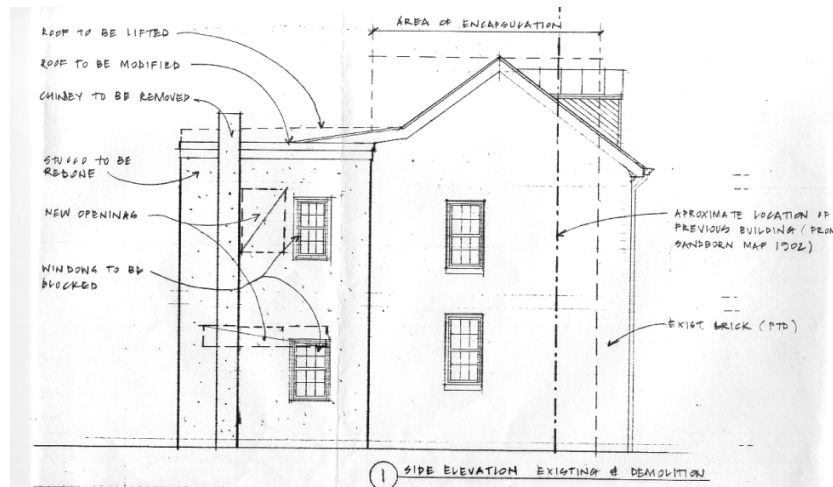 AREA OF ENCAPSULATION
ROOF TO BE LIFTED
ROOF TO BE MODIFIED
CHIMEY TO BE REMOVED
STUCCO TO BE
REDONE
NEW OPENINGS
WINDOWS TO BE
BLOCKED
APROXIMATE LOCATION OF
PREVIOUS BUILDING (FROM
SANDBORN MAP 1902)
EXIST. BRICK (PTD)
1 SIDE ELEVATION EXISTING & DEMOLITION